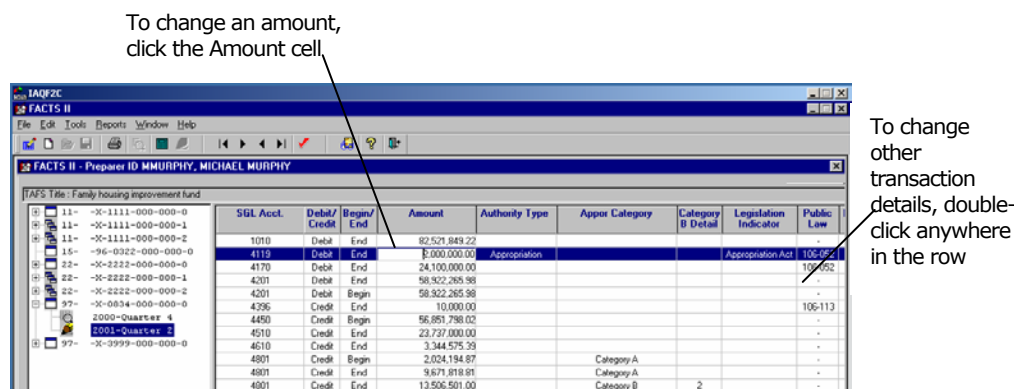 To change an amount,
click the Amount cell
IAQF2C
FACTS II
File Edit Tools Reports Window Help
FACTS II - Preparer ID MMURPHY, MICHAEL MURPHY
TAFS Title : Family housing improvement fund
11- -X-1111-000-000-0
11- -X-1111-000-000-1
11- -X-1111-000-000-2
15- -96-0322-000-000-0
22- -X-2222-000-000-0
22- -X-2222-000-000-1
22- -X-2222-000-000-2
97- -X-0834-000-000-0
2000-Quarter 4
2001-Quarter 2
97- -X-3999-000-000-0
SGL Acct. Debit/ Credit Begin/ End Amount Authority Type Appor Category Category B Detail Legislation Indicator Public Law
1010 Debit End 82,521,849.22 -
4119 Debit End 2,000,000.00 Appropriation Appropriation Act 106-052
4170 Debit End 24,100,000.00 106-052
4201 Debit End 58,922,265.98 -
4201 Debit Begin 58,922,265.98 -
4396 Credit End 10,000.00 106-113
4450 Credit Begin 56,851,798.02 -
4510 Credit End 23,737,000.00 -
4610 Credit End 3,344,575.39 -
4801 Credit Begin 2,024,194.87 Category A -
4801 Credit End 9,671,818.81 Category A -
4801 Credit End 13,506,501.00 Category B 2 -
To change
other
transaction
details, double-
click anywhere
in the row